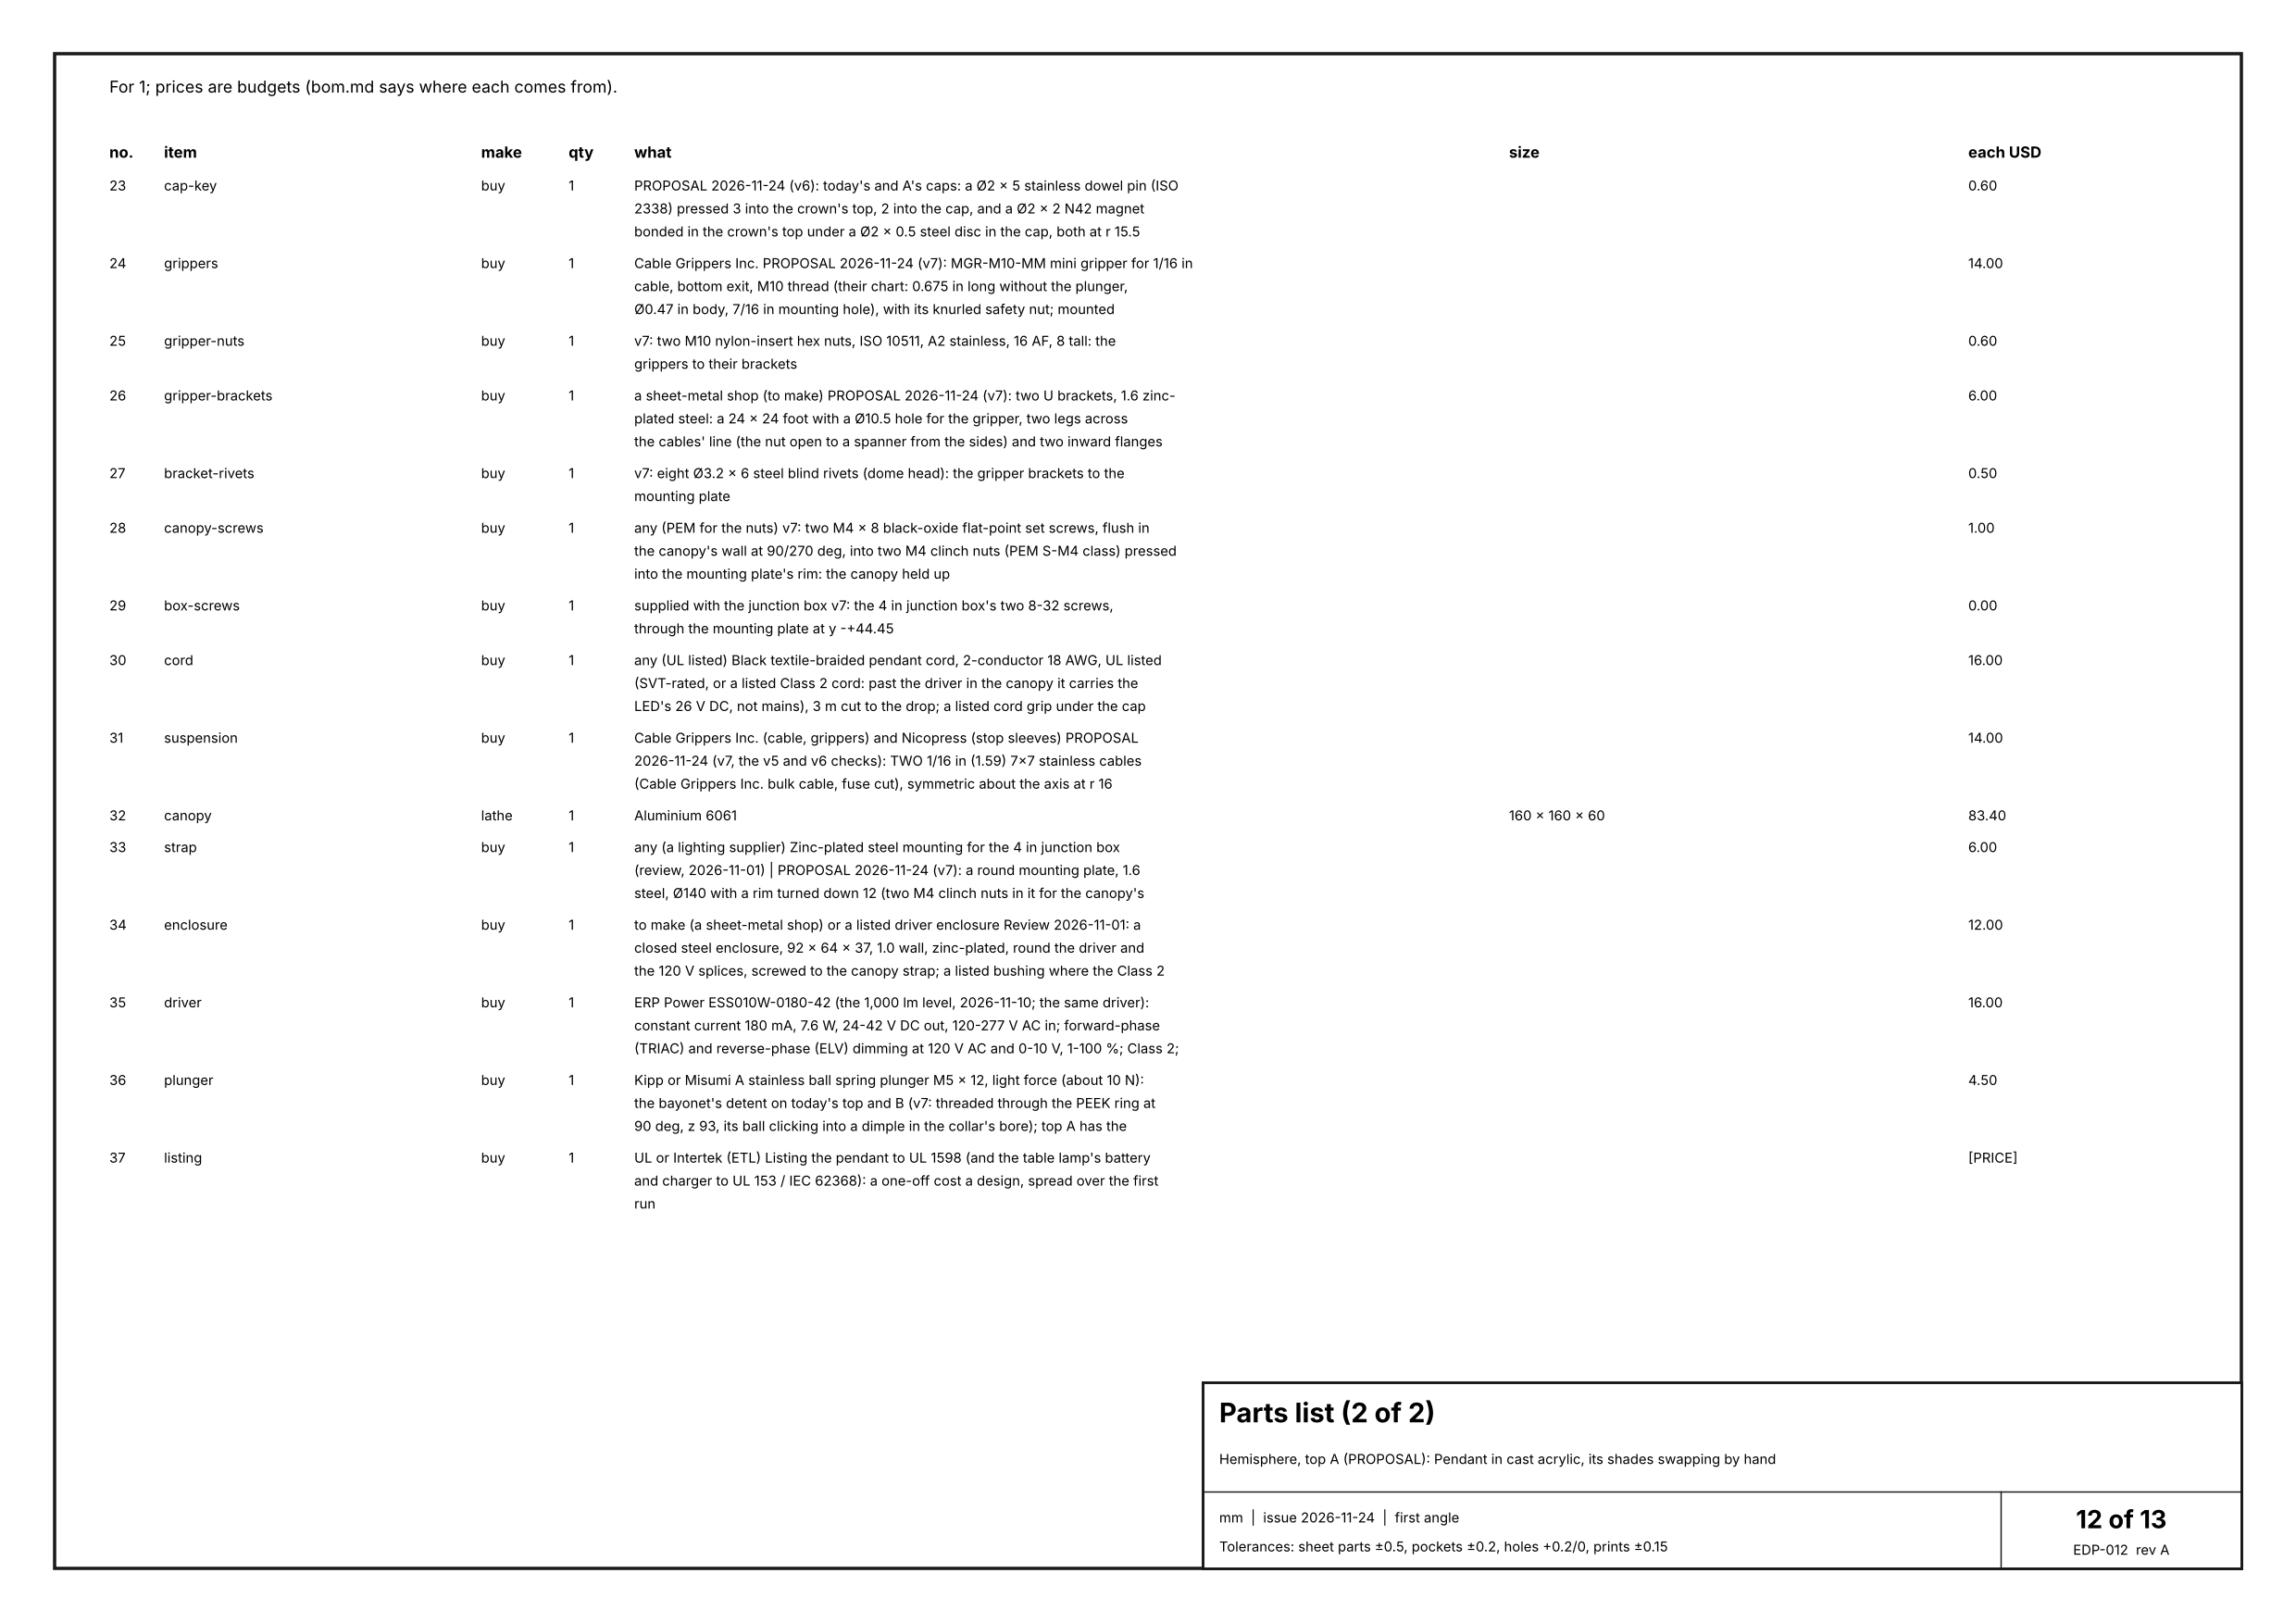 For 1; prices are budgets (bom.md says where each comes from).
no. item make qty what size each USD
23 cap-key buy 1 PROPOSAL 2026-11-24 (v6): today's and A's caps: a Ø2 × 5 stainless dowel pin (ISO 0.60
2338) pressed 3 into the crown's top, 2 into the cap, and a Ø2 × 2 N42 magnet
bonded in the crown's top under a Ø2 × 0.5 steel disc in the cap, both at r 15.5
24 grippers buy 1 Cable Grippers Inc. PROPOSAL 2026-11-24 (v7): MGR-M10-MM mini gripper for 1/16 in 14.00
cable, bottom exit, M10 thread (their chart: 0.675 in long without the plunger,
Ø0.47 in body, 7/16 in mounting hole), with its knurled safety nut; mounted
25 gripper-nuts buy 1 v7: two M10 nylon-insert hex nuts, ISO 10511, A2 stainless, 16 AF, 8 tall: the 0.60
grippers to their brackets
26 gripper-brackets buy 1 a sheet-metal shop (to make) PROPOSAL 2026-11-24 (v7): two U brackets, 1.6 zinc- 6.00
plated steel: a 24 × 24 foot with a Ø10.5 hole for the gripper, two legs across
the cables' line (the nut open to a spanner from the sides) and two inward flanges
27 bracket-rivets buy 1 v7: eight Ø3.2 × 6 steel blind rivets (dome head): the gripper brackets to the 0.50
mounting plate
28 canopy-screws buy 1 any (PEM for the nuts) v7: two M4 × 8 black-oxide flat-point set screws, flush in 1.00
the canopy's wall at 90/270 deg, into two M4 clinch nuts (PEM S-M4 class) pressed
into the mounting plate's rim: the canopy held up
29 box-screws buy 1 supplied with the junction box v7: the 4 in junction box's two 8-32 screws, 0.00
through the mounting plate at y -+44.45
30 cord buy 1 any (UL listed) Black textile-braided pendant cord, 2-conductor 18 AWG, UL listed 16.00
(SVT-rated, or a listed Class 2 cord: past the driver in the canopy it carries the
LED's 26 V DC, not mains), 3 m cut to the drop; a listed cord grip under the cap
31 suspension buy 1 Cable Grippers Inc. (cable, grippers) and Nicopress (stop sleeves) PROPOSAL 14.00
2026-11-24 (v7, the v5 and v6 checks): TWO 1/16 in (1.59) 7×7 stainless cables
(Cable Grippers Inc. bulk cable, fuse cut), symmetric about the axis at r 16
32 canopy lathe 1 Aluminium 6061 160 × 160 × 60 83.40
33 strap buy 1 any (a lighting supplier) Zinc-plated steel mounting for the 4 in junction box 6.00
(review, 2026-11-01) | PROPOSAL 2026-11-24 (v7): a round mounting plate, 1.6
steel, Ø140 with a rim turned down 12 (two M4 clinch nuts in it for the canopy's
34 enclosure buy 1 to make (a sheet-metal shop) or a listed driver enclosure Review 2026-11-01: a 12.00
closed steel enclosure, 92 × 64 × 37, 1.0 wall, zinc-plated, round the driver and
the 120 V splices, screwed to the canopy strap; a listed bushing where the Class 2
35 driver buy 1 ERP Power ESS010W-0180-42 (the 1,000 lm level, 2026-11-10; the same driver): 16.00
constant current 180 mA, 7.6 W, 24-42 V DC out, 120-277 V AC in; forward-phase
(TRIAC) and reverse-phase (ELV) dimming at 120 V AC and 0-10 V, 1-100 %; Class 2;
36 plunger buy 1 Kipp or Misumi A stainless ball spring plunger M5 × 12, light force (about 10 N): 4.50
the bayonet's detent on today's top and B (v7: threaded through the PEEK ring at
90 deg, z 93, its ball clicking into a dimple in the collar's bore); top A has the
37 listing buy 1 UL or Intertek (ETL) Listing the pendant to UL 1598 (and the table lamp's battery [PRICE]
and charger to UL 153 / IEC 62368): a one-off cost a design, spread over the first
run
Parts list (2 of 2)
Hemisphere, top A (PROPOSAL): Pendant in cast acrylic, its shades swapping by hand
mm | issue 2026-11-24 | first angle
Tolerances: sheet parts ±0.5, pockets ±0.2, holes +0.2/0, prints ±0.15
12 of 13
EDP-012 rev A